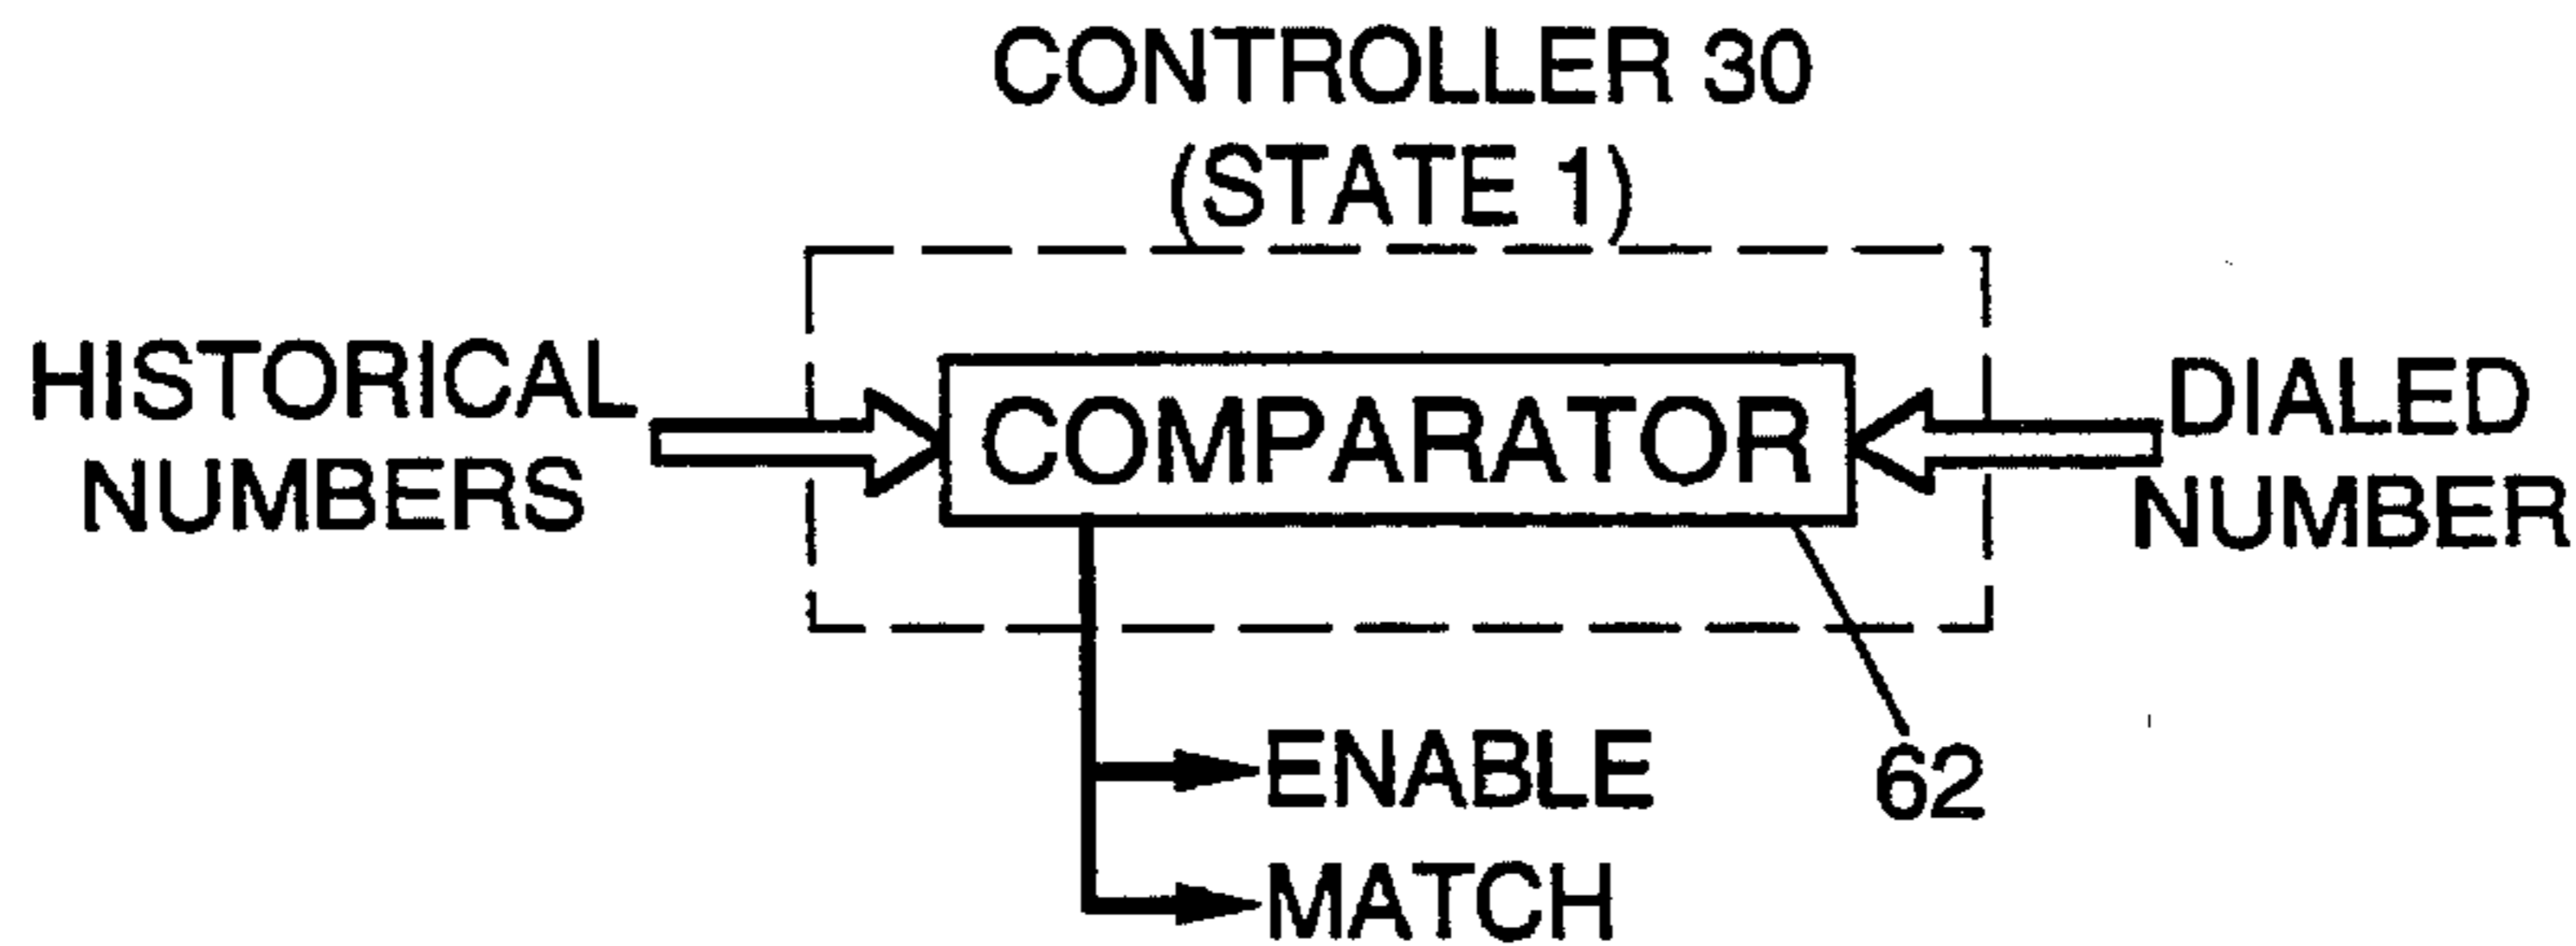 CONTROLLER 30
(STATE 1)
HISTORICAL
NUMBERS
COMPARATOR
DIALED
NUMBER
ENABLE
62
MATCH